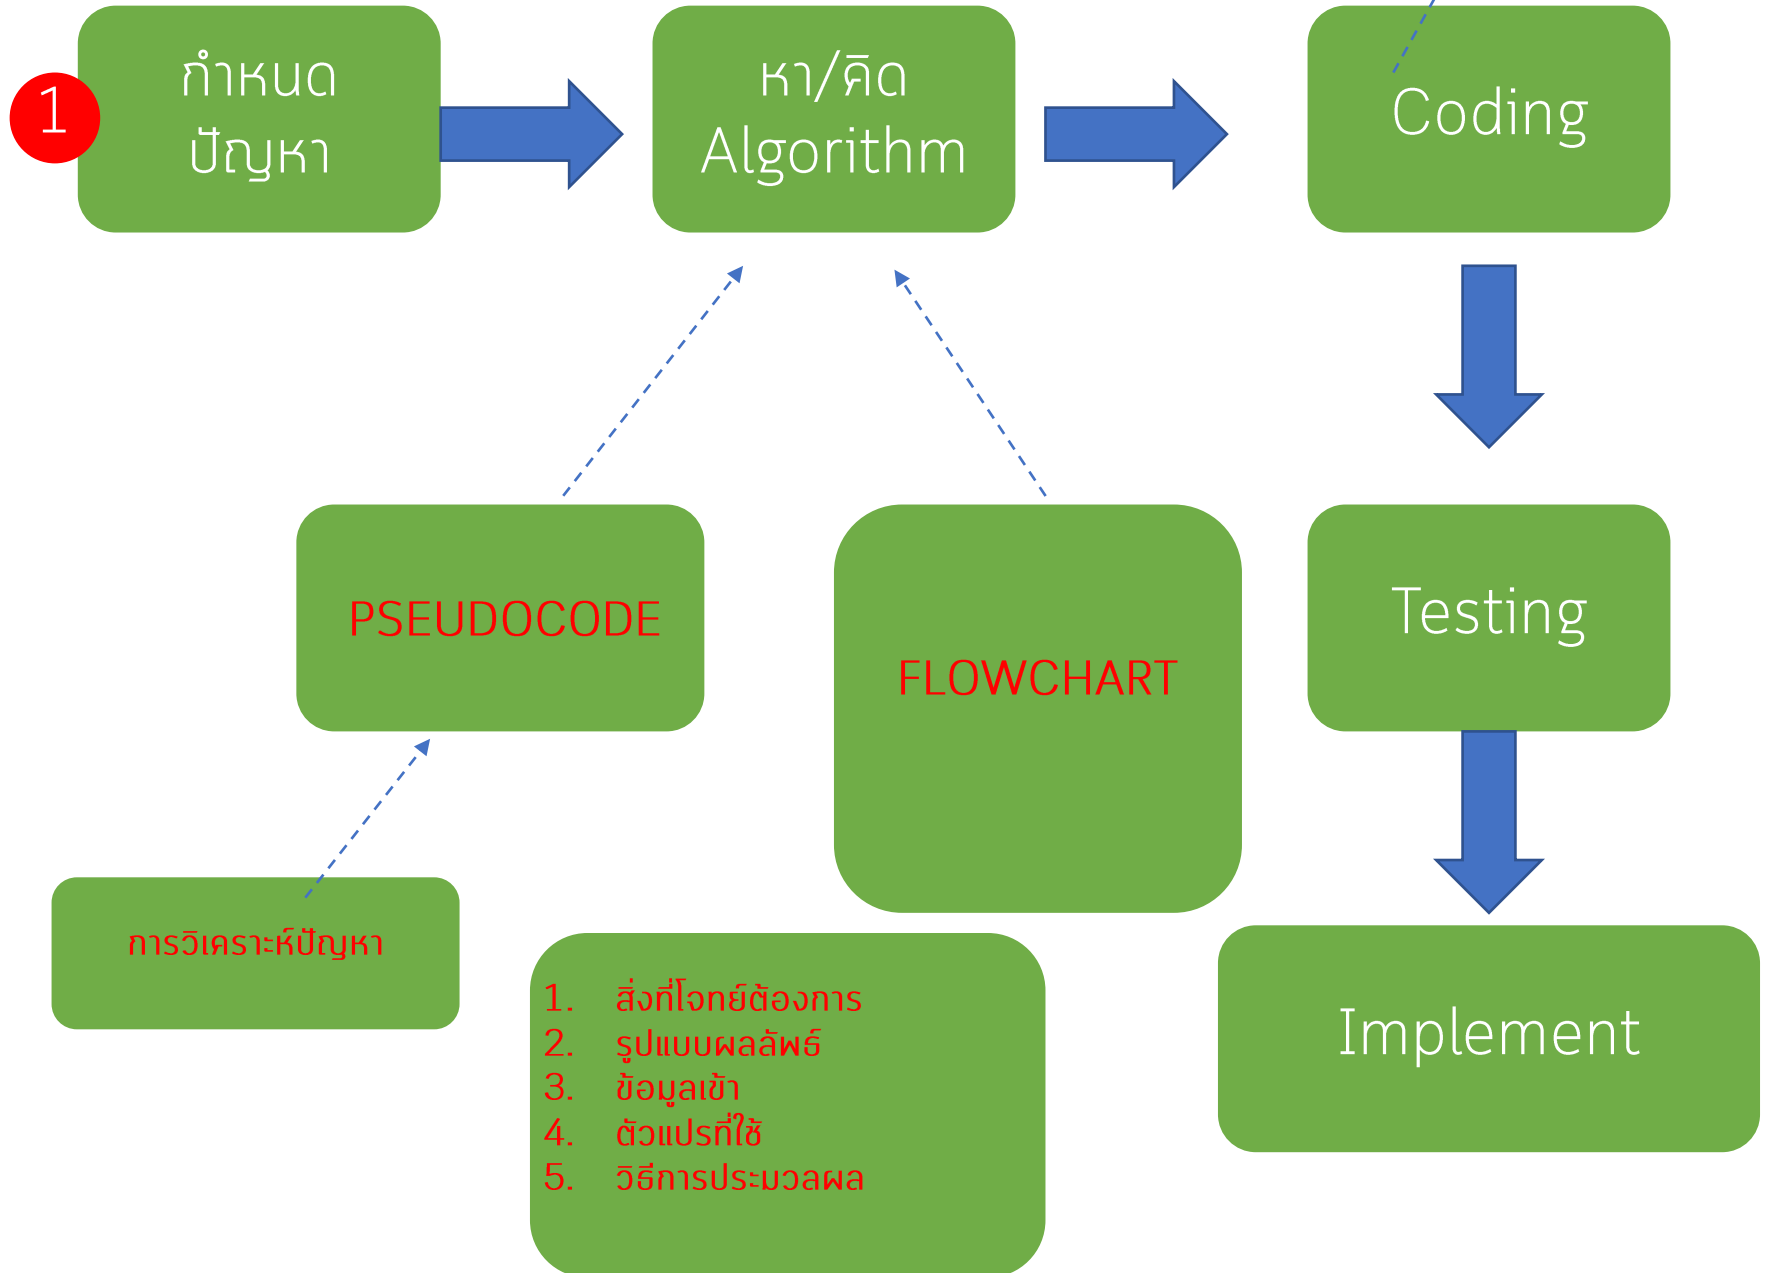 1
กำหนด
ปัญหา
หา/คิด
Algorithm
Coding
PSEUDOCODE
FLOWCHART
Testing
การวิเคราะห์ปัญหา
1. สิ่งที่โจทย์ต้องการ
2. รูปแบบผลลัพธ์
3. ข้อมูลเข้า
4. ตัวแปรที่ใช้
5. วิธีการประมวลผล
Implement